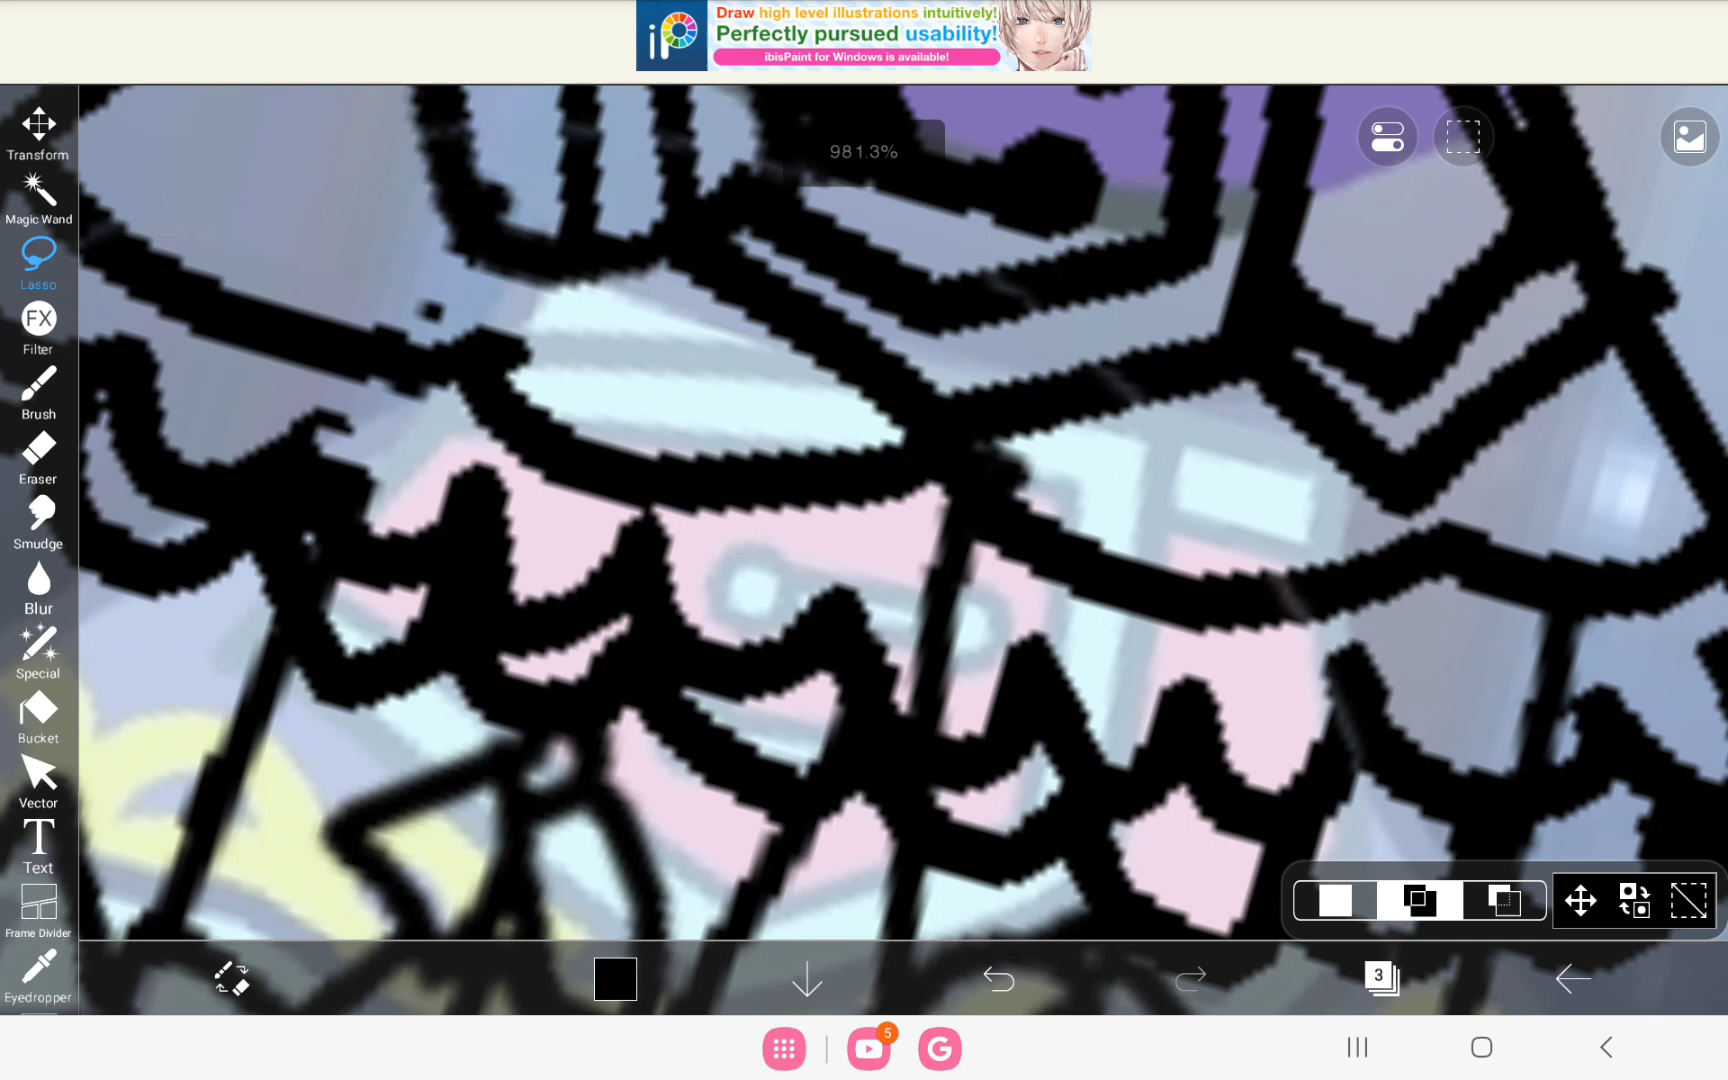 Draw high level illustrations intuitively!
iP
Perfectly pursued usability!
ibisPaint for Windows is available!
981.3%
Transform
Magic Wand
Lasso
FX
Filter
Brush
Eraser
Smudge
Blur
Special
Bucket
Vector
T
Text
Frame Divider
Eyedropper
3
5
G